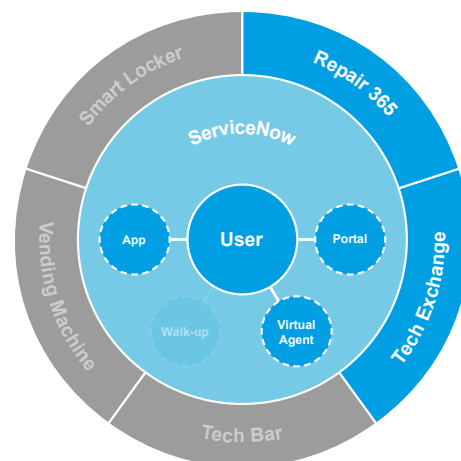 Smart Locker
Repair 365
ServiceNow
App
User
Portal
Vending Machine
Tech Exchange
Walk-up
Virtual
Agent
Tech Bar